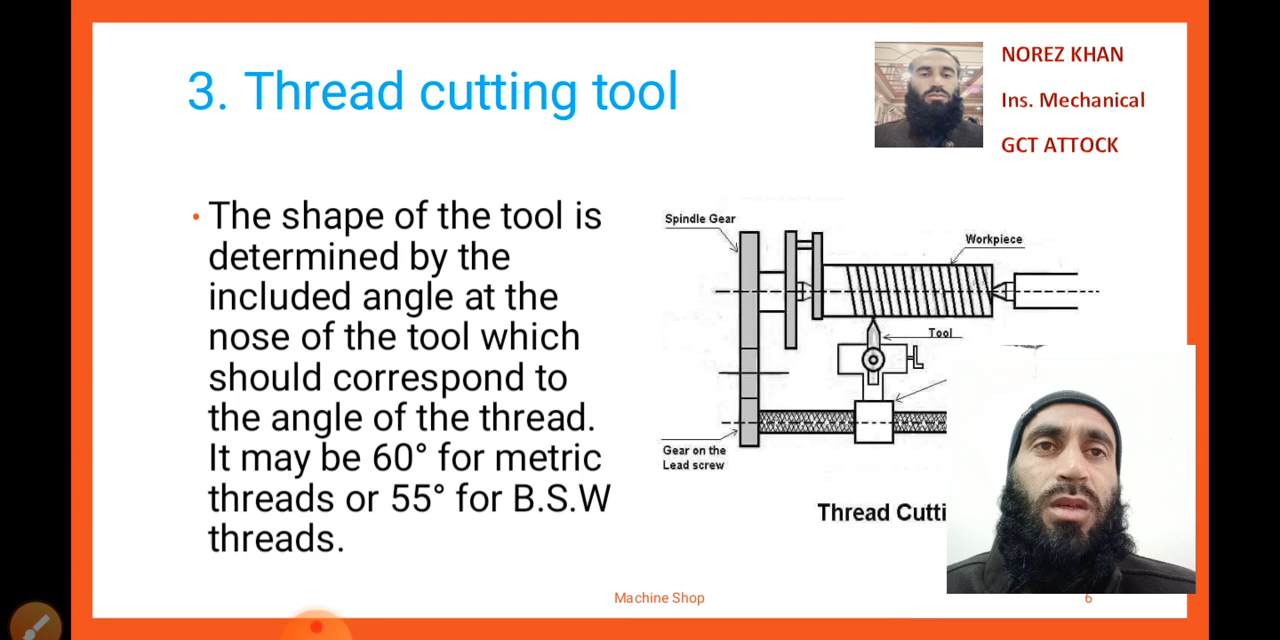 3. Thread cutting tool
NOREZ KHAN
Ins. Mechanical
GCT ATTOCK
• The shape of the tool is
determined by the
included angle at the
nose of the tool which
should correspond to
the angle of the thread.
It may be 60° for metric
threads or 55° for B.S.W
threads.
Spindle Gear
Workpiece
Tool
Gear on the
Lead screw
Thread Cutti
Machine Shop
6